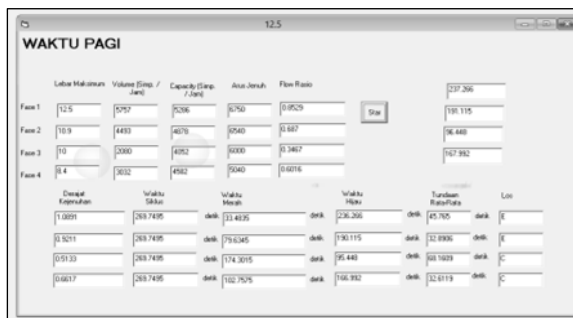 12.5
WAKTU PAGI
Lebar Maksimum Volume (Smp. / Jam) Capacity (Smp. / Jam) Arus Jenuh Flow Rasio
Fase 1 12.5 5757 5286 6750 0.8529 Star 237.266
Fase 2 10.9 4493 4878 6540 0.687 191.115
Fase 3 10 2080 4052 6000 0.3467 96.448
Fase 4 8.4 3032 4582 5040 0.6016 167.992
Derajat Kejenuhan Waktu Siklus Waktu Merah Waktu Hijau Tundaan Rata-Rata Los
1.0891 269.7495 detik 33.4835 detik 236.266 detik 45.765 detik E
0.9211 269.7495 detik 79.6345 detik 190.115 detik 32.8906 detik E
0.5133 269.7495 detik 174.3015 detik 95.448 detik 68.1609 detik C
0.6617 269.7495 detik 102.7575 detik 166.992 detik 32.6119 detik C